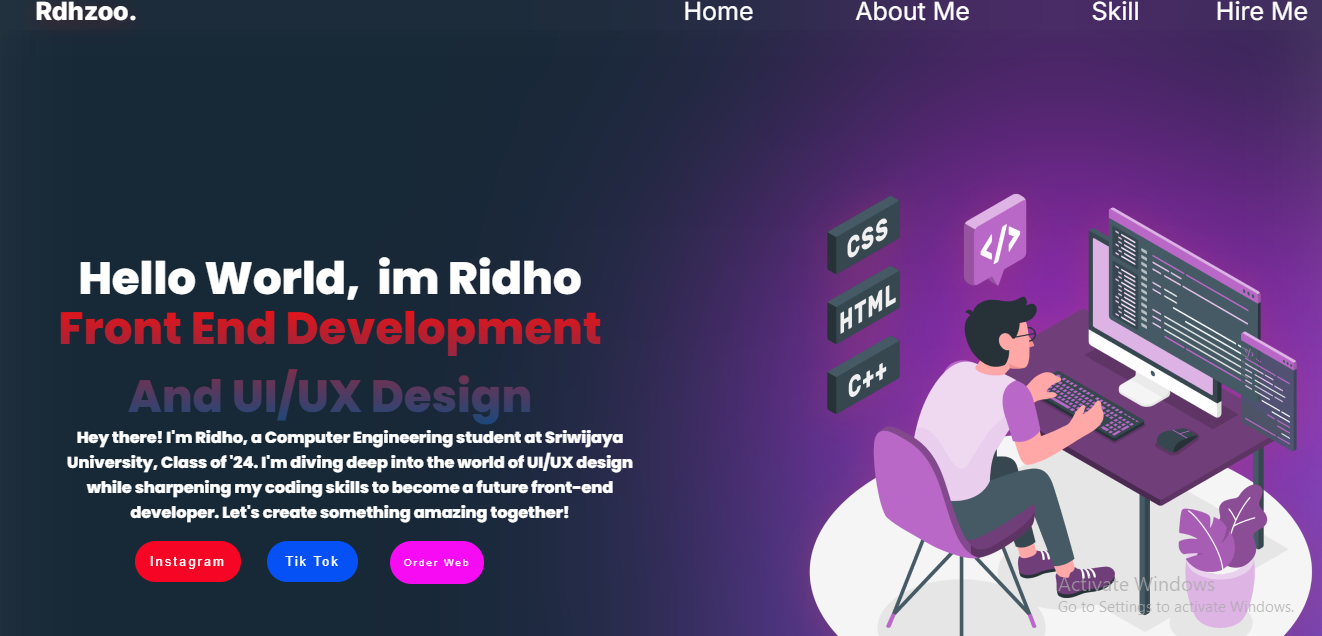 Rdhzoo.
Home
About Me
Skill
Hire Me
Hello World, im Ridho
Front End Development
And UI/UX Design
Hey there! I'm Ridho, a Computer Engineering student at Sriwijaya
University, Class of '24. I'm diving deep into the world of UI/UX design
while sharpening my coding skills to become a future front-end
developer. Let's create something amazing together!
Instagram
Tik Tok
Order Web
CSS
</>
HTML
C++
Activate Windows
Go to Settings to activate Windows.